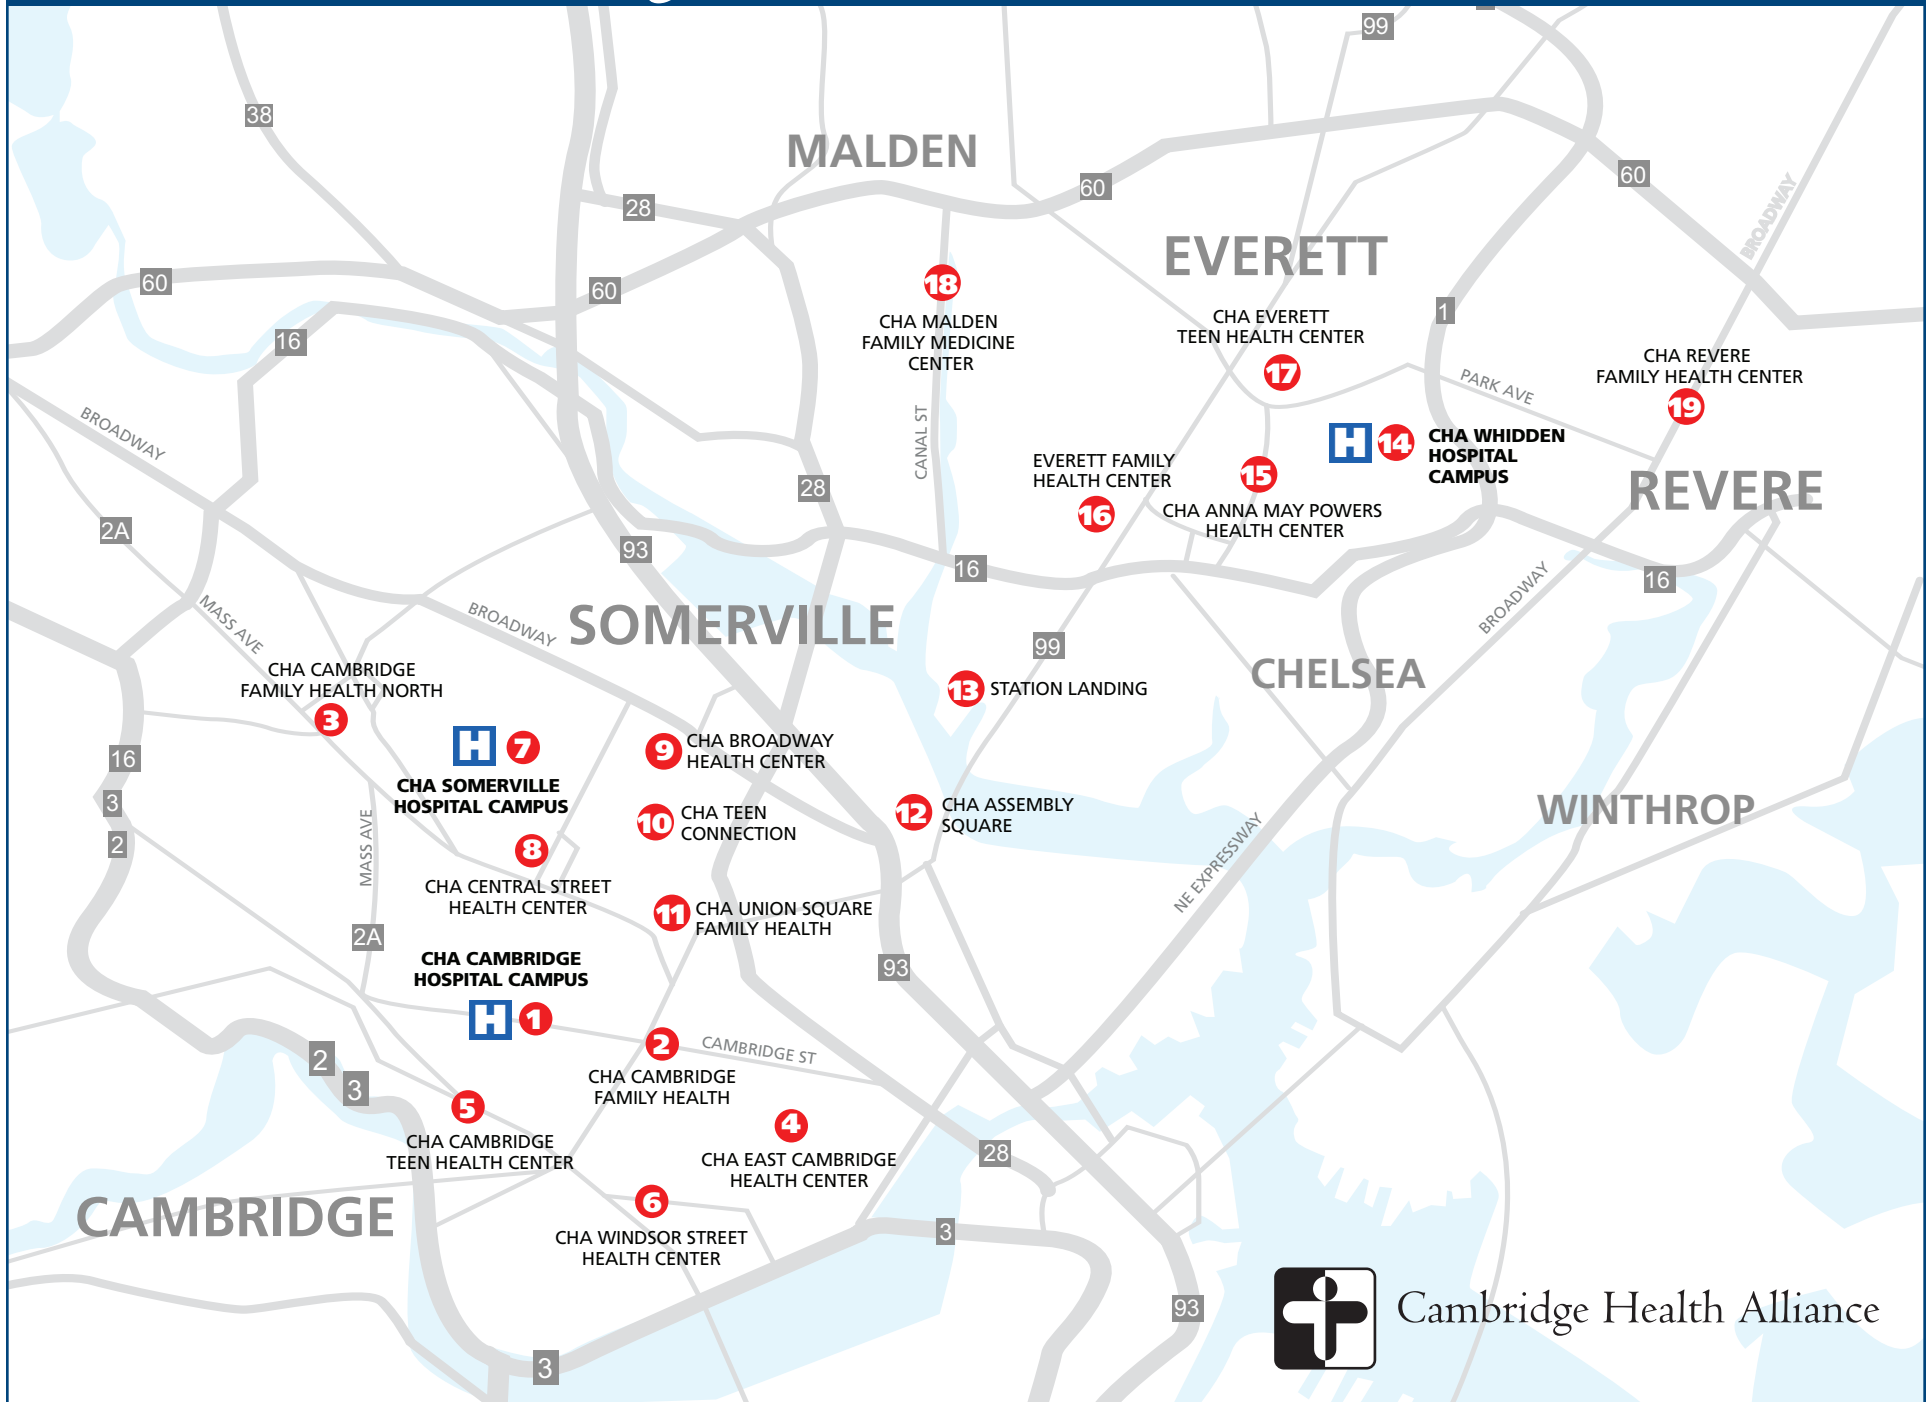 99
38
MALDEN
60
60
28
BROADWAY
EVERETT
60
60
18
1
CHA MALDEN
FAMILY MEDICINE
CENTER
CHA EVERETT
TEEN HEALTH CENTER
17
16
CHA REVERE
FAMILY HEALTH CENTER
19
PARK AVE
BROADWAY
CANAL ST
H
14
CHA WHIDDEN
HOSPITAL
CAMPUS
EVERETT FAMILY
HEALTH CENTER
16
15
CHA ANNA MAY POWERS
HEALTH CENTER
REVERE
28
2A
93
16
16
MASS AVE
BROADWAY
SOMERVILLE
BROADWAY
99
CHELSEA
CHA CAMBRIDGE
FAMILY HEALTH NORTH
3
13
STATION LANDING
H
7
CHA SOMERVILLE
HOSPITAL CAMPUS
9
CHA BROADWAY
HEALTH CENTER
16
3
2
10
CHA TEEN
CONNECTION
12
CHA ASSEMBLY
SQUARE
WINTHROP
MASS AVE
8
CHA CENTRAL STREET
HEALTH CENTER
NE EXPRESSWAY
11
CHA UNION SQUARE
FAMILY HEALTH
2A
93
CHA CAMBRIDGE
HOSPITAL CAMPUS
H
1
2
CAMBRIDGE ST
CHA CAMBRIDGE
FAMILY HEALTH
2
3
5
CHA CAMBRIDGE
TEEN HEALTH CENTER
4
CHA EAST CAMBRIDGE
HEALTH CENTER
28
CAMBRIDGE
6
CHA WINDSOR STREET
HEALTH CENTER
3
93
3
Cambridge Health Alliance